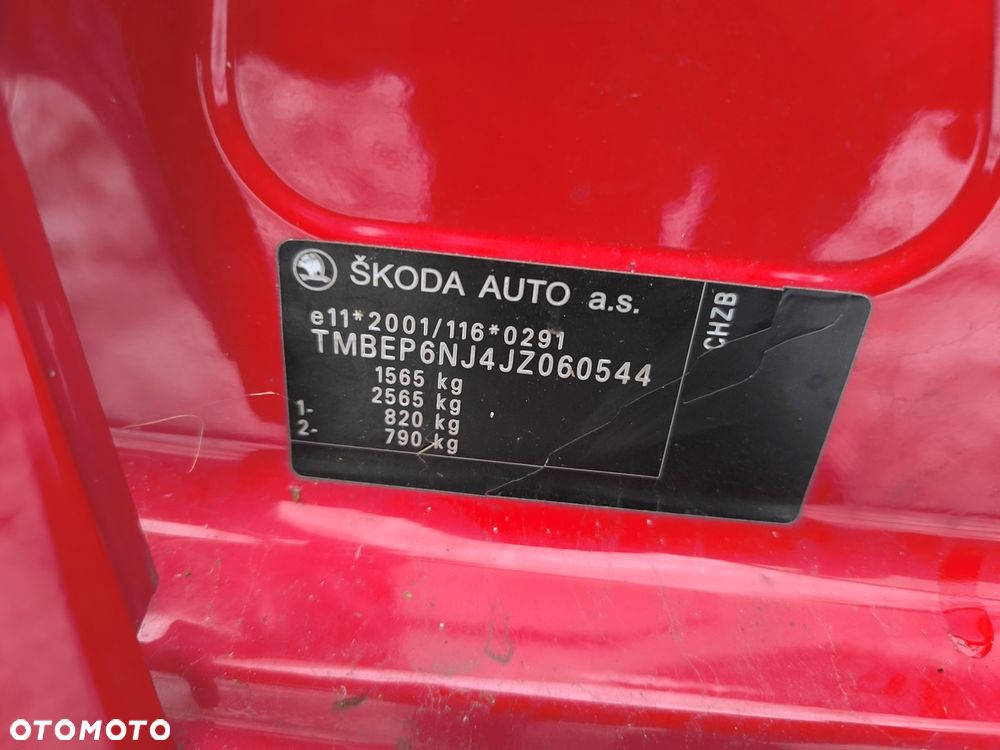 ŠKODA AUTO a.s.
e11*2001/116*0291
TMBEP6NJ4JZ060544
1565 kg
2565 kg
1- 820 kg
2- 790 kg
CHZB
OTOMOTO